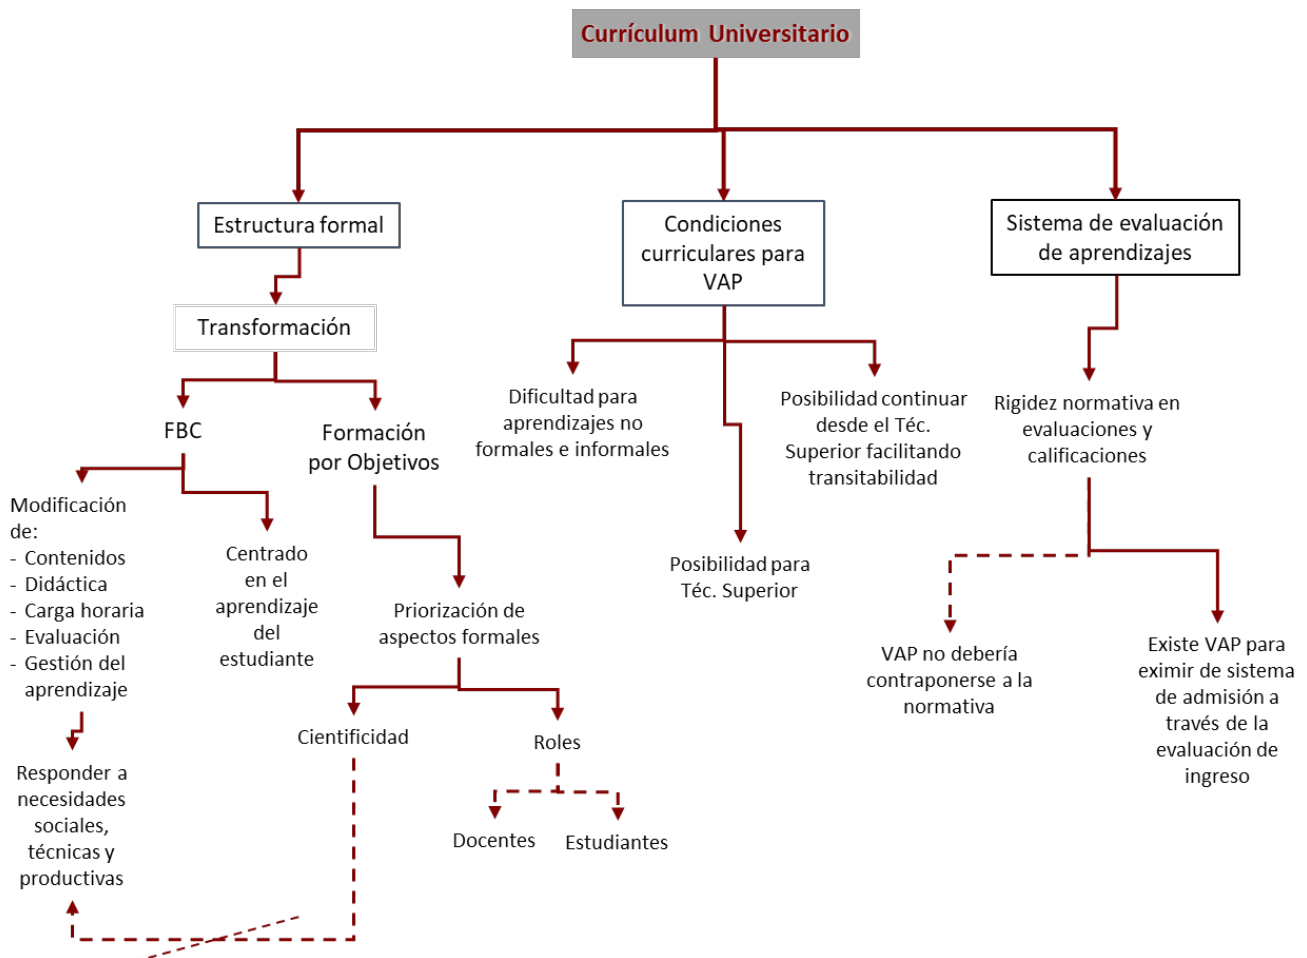 Currículum Universitario
Estructura formal
Condiciones
curriculares para
VAP
Sistema de evaluación
de aprendizajes
Transformación
FBC
Formación
por Objetivos
Modificación
de:
- Contenidos
- Didáctica
- Carga horaria
- Evaluación
- Gestión del
aprendizaje
Centrado
en el
aprendizaje
del
estudiante
Responder a
necesidades
sociales,
técnicas y
productivas
Priorización de
aspectos formales
Cientificidad
Roles
Docentes
Estudiantes
Dificultad para
aprendizajes no
formales e informales
Posibilidad para
Téc. Superior
Posibilidad continuar
desde el Téc.
Superior facilitando
transitabilidad
Rigidez normativa en
evaluaciones y
calificaciones
VAP no debería
contraponerse a la
normativa
Existe VAP para
eximir de sistema
de admisión a
través de la
evaluación de
ingreso